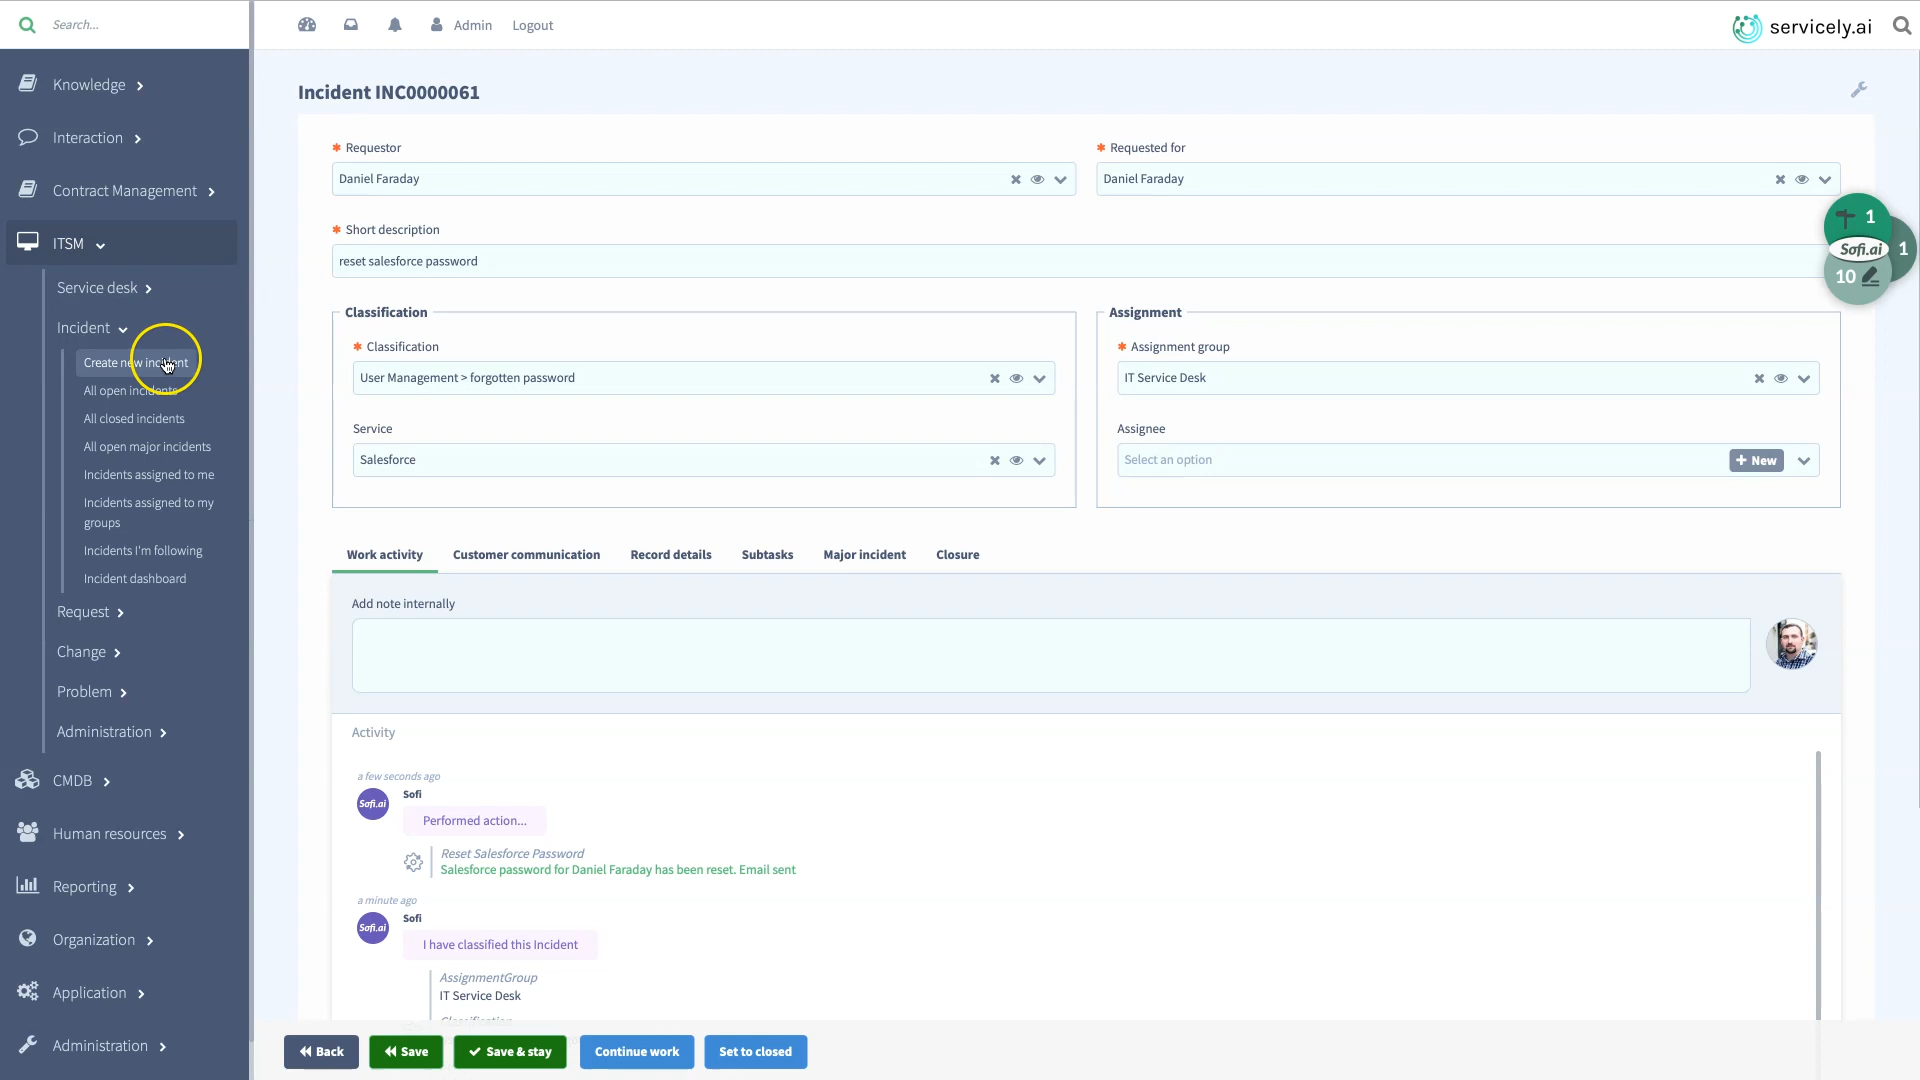 Search...
Admin
Logout
servicely.ai
Knowledge
Interaction
Contract Management
ITSM
Service desk
Incident
Create new incident
All open incidents
All closed incidents
All open major incidents
Incidents assigned to me
Incidents assigned to my
groups
Incidents I'm following
Incident dashboard
Request
Change
Problem
Administration
CMDB
Human resources
Reporting
Organization
Application
Administration
Incident INC0000061
* Requestor
Daniel Faraday
* Requested for
Daniel Faraday
* Short description
reset salesforce password
1
Sofi.ai 1
10
Classification
* Classification
User Management > forgotten password
Service
Salesforce
Assignment
* Assignment group
IT Service Desk
Assignee
Select an option
+ New
Work activity
Customer communication
Record details
Subtasks
Major incident
Closure
Add note internally
Activity
a few seconds ago
Sofi.ai
Sofi
Performed action...
Reset Salesforce Password
Salesforce password for Daniel Faraday has been reset. Email sent
a minute ago
Sofi.ai
Sofi
I have classified this Incident
AssignmentGroup
IT Service Desk
Classification
Back
Save
Save & stay
Continue work
Set to closed